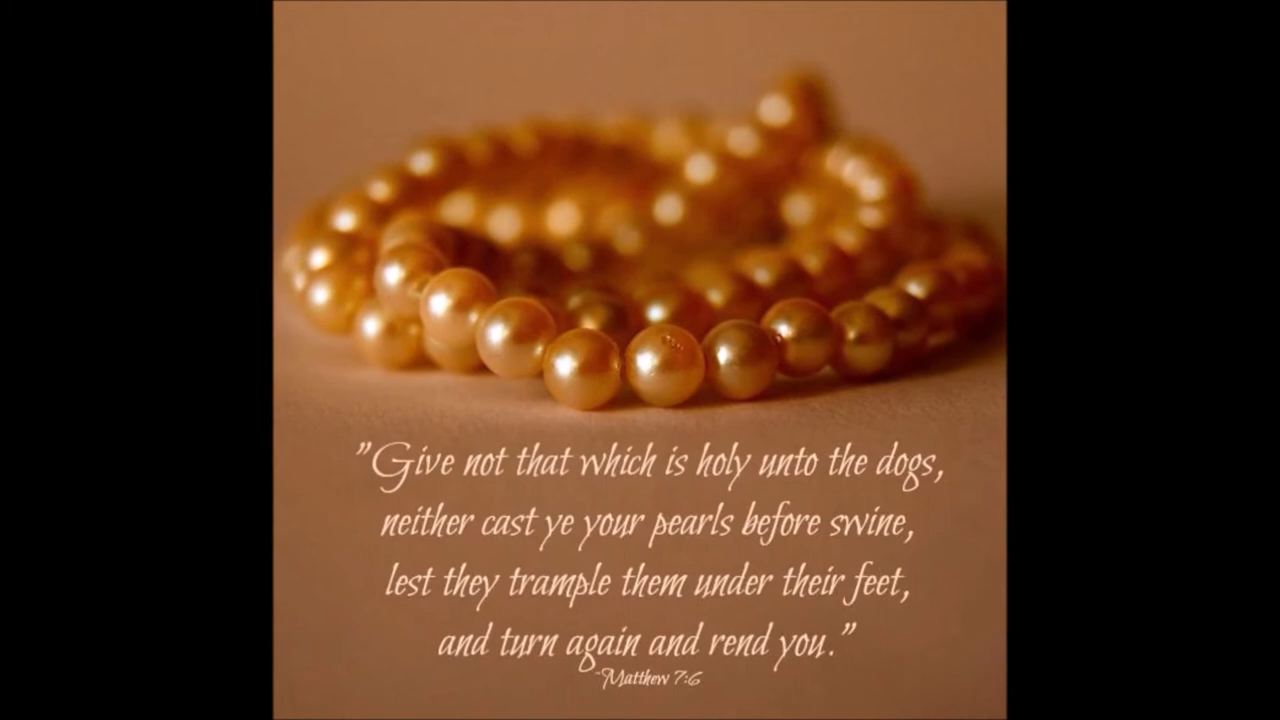 "Give not that which is holy unto the dogs,
neither cast ye your pearls before swine,
lest they trample them under their feet,
and turn again and rend you."
~Matthew 7:6